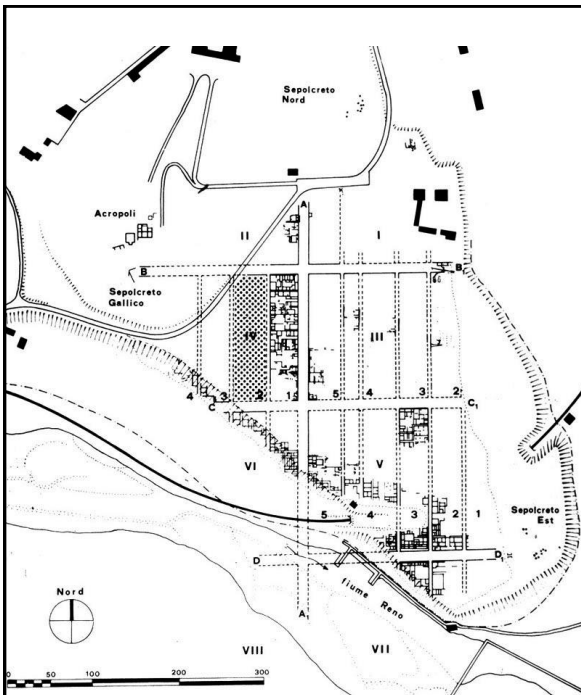 Sepolcreto
Nord
A
Acropoli
II
I
B
B
Sepolcreto
Gallico
IV
III
4
3
2
1
5
4
3
2
C
C1
VI
V
5
4
3
2
1
Sepolcreto
Est
D
D1
fiume Reno
Nord
A1
VIII
VII
0
50
100
200
300